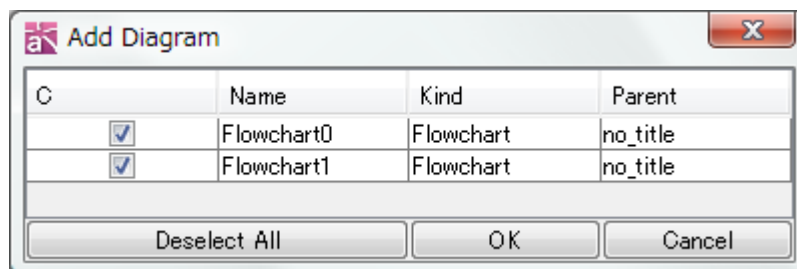 Add Diagram
C Name Kind Parent
Flowchart0 Flowchart no_title
Flowchart1 Flowchart no_title
Deselect All OK Cancel